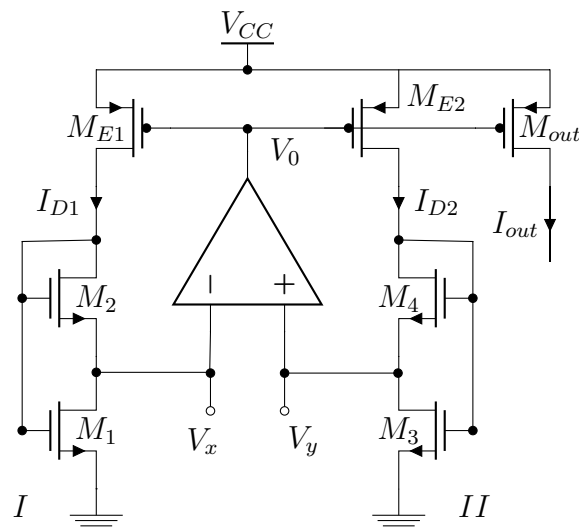 V_CC
M_E1
M_E2
M_out
V_0
I_D1
I_D2
I_out
− +
M_2
M_4
M_1
V_x
V_y
M_3
I
II